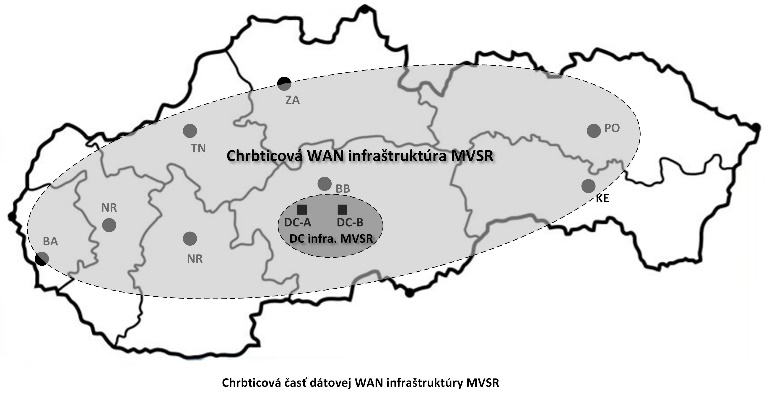 ZA
PO
TN
Chrbticová WAN infraštruktúra MVSR
BB
KE
NR
DC-A
DC-B
DC infra. MVSR
BA
NR
Chrbticová časť dátovej WAN infraštruktúry MVSR